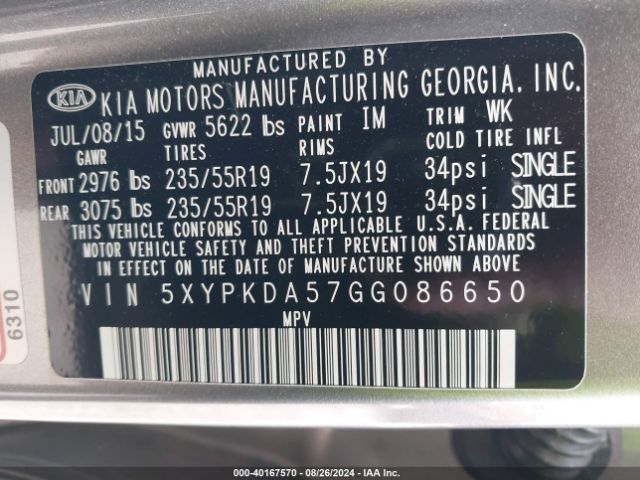 MANUFACTURED BY
KIA KIA MOTORS MANUFACTURING GEORGIA. INC.
JUL/08/15 GVWR 5622 lbs PAINT IM TRIM WK
GAWR TIRES RIMS COLD TIRE INFL
FRONT 2976 lbs 235/55R19 7.5JX19 34psi SINGLE
REAR 3075 lbs 235/55R19 7.5JX19 34psi SINGLE
THIS VEHICLE CONFORMS TO ALL APPLICABLE U.S.A. FEDERAL
MOTOR VEHICLE SAFETY AND THEFT PREVENTION STANDARDS
IN EFFECT ON THE DATE OF MANUFACTURE SHOWN ABOVE
VIN 5XYPKDA57GG086650
MPV
6310
000-40167570 - 08/26/2024 - IAA Inc.